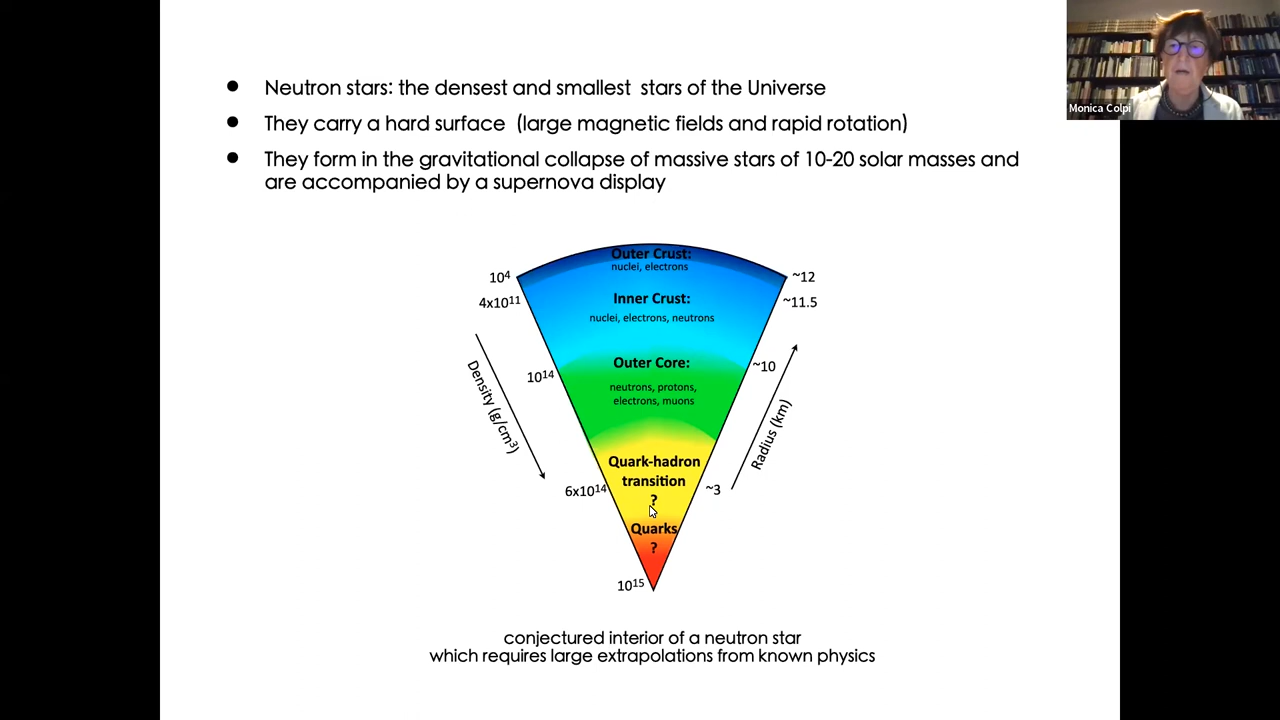 Monica Colpi
● Neutron stars: the densest and smallest stars of the Universe
● They carry a hard surface (large magnetic fields and rapid rotation)
● They form in the gravitational collapse of massive stars of 10-20 solar masses and
are accompanied by a supernova display
Outer Crust:
nuclei, electrons
10⁴
~12
Inner Crust:
4x10¹¹
~11.5
nuclei, electrons, neutrons
Outer Core:
10¹⁴
~10
neutrons, protons,
electrons, muons
Density (g/cm³)
Radius (km)
Quark-hadron
transition
?
6x10¹⁴
~3
Quarks
?
10¹⁵
conjectured interior of a neutron star
which requires large extrapolations from known physics